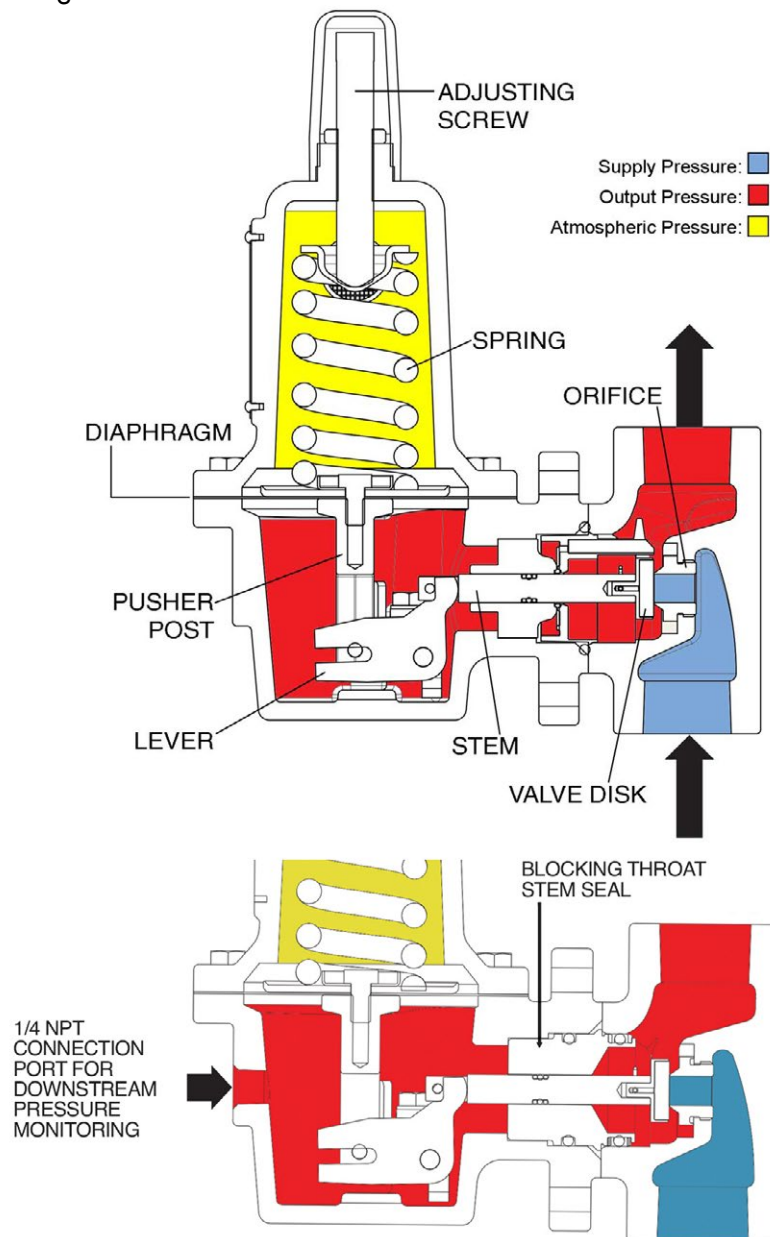 ADJUSTING
SCREW
Supply Pressure:
Output Pressure:
Atmospheric Pressure:
SPRING
ORIFICE
DIAPHRAGM
PUSHER
POST
LEVER
STEM
VALVE DISK
BLOCKING THROAT
STEM SEAL
1/4 NPT
CONNECTION
PORT FOR
DOWNSTREAM
PRESSURE
MONITORING